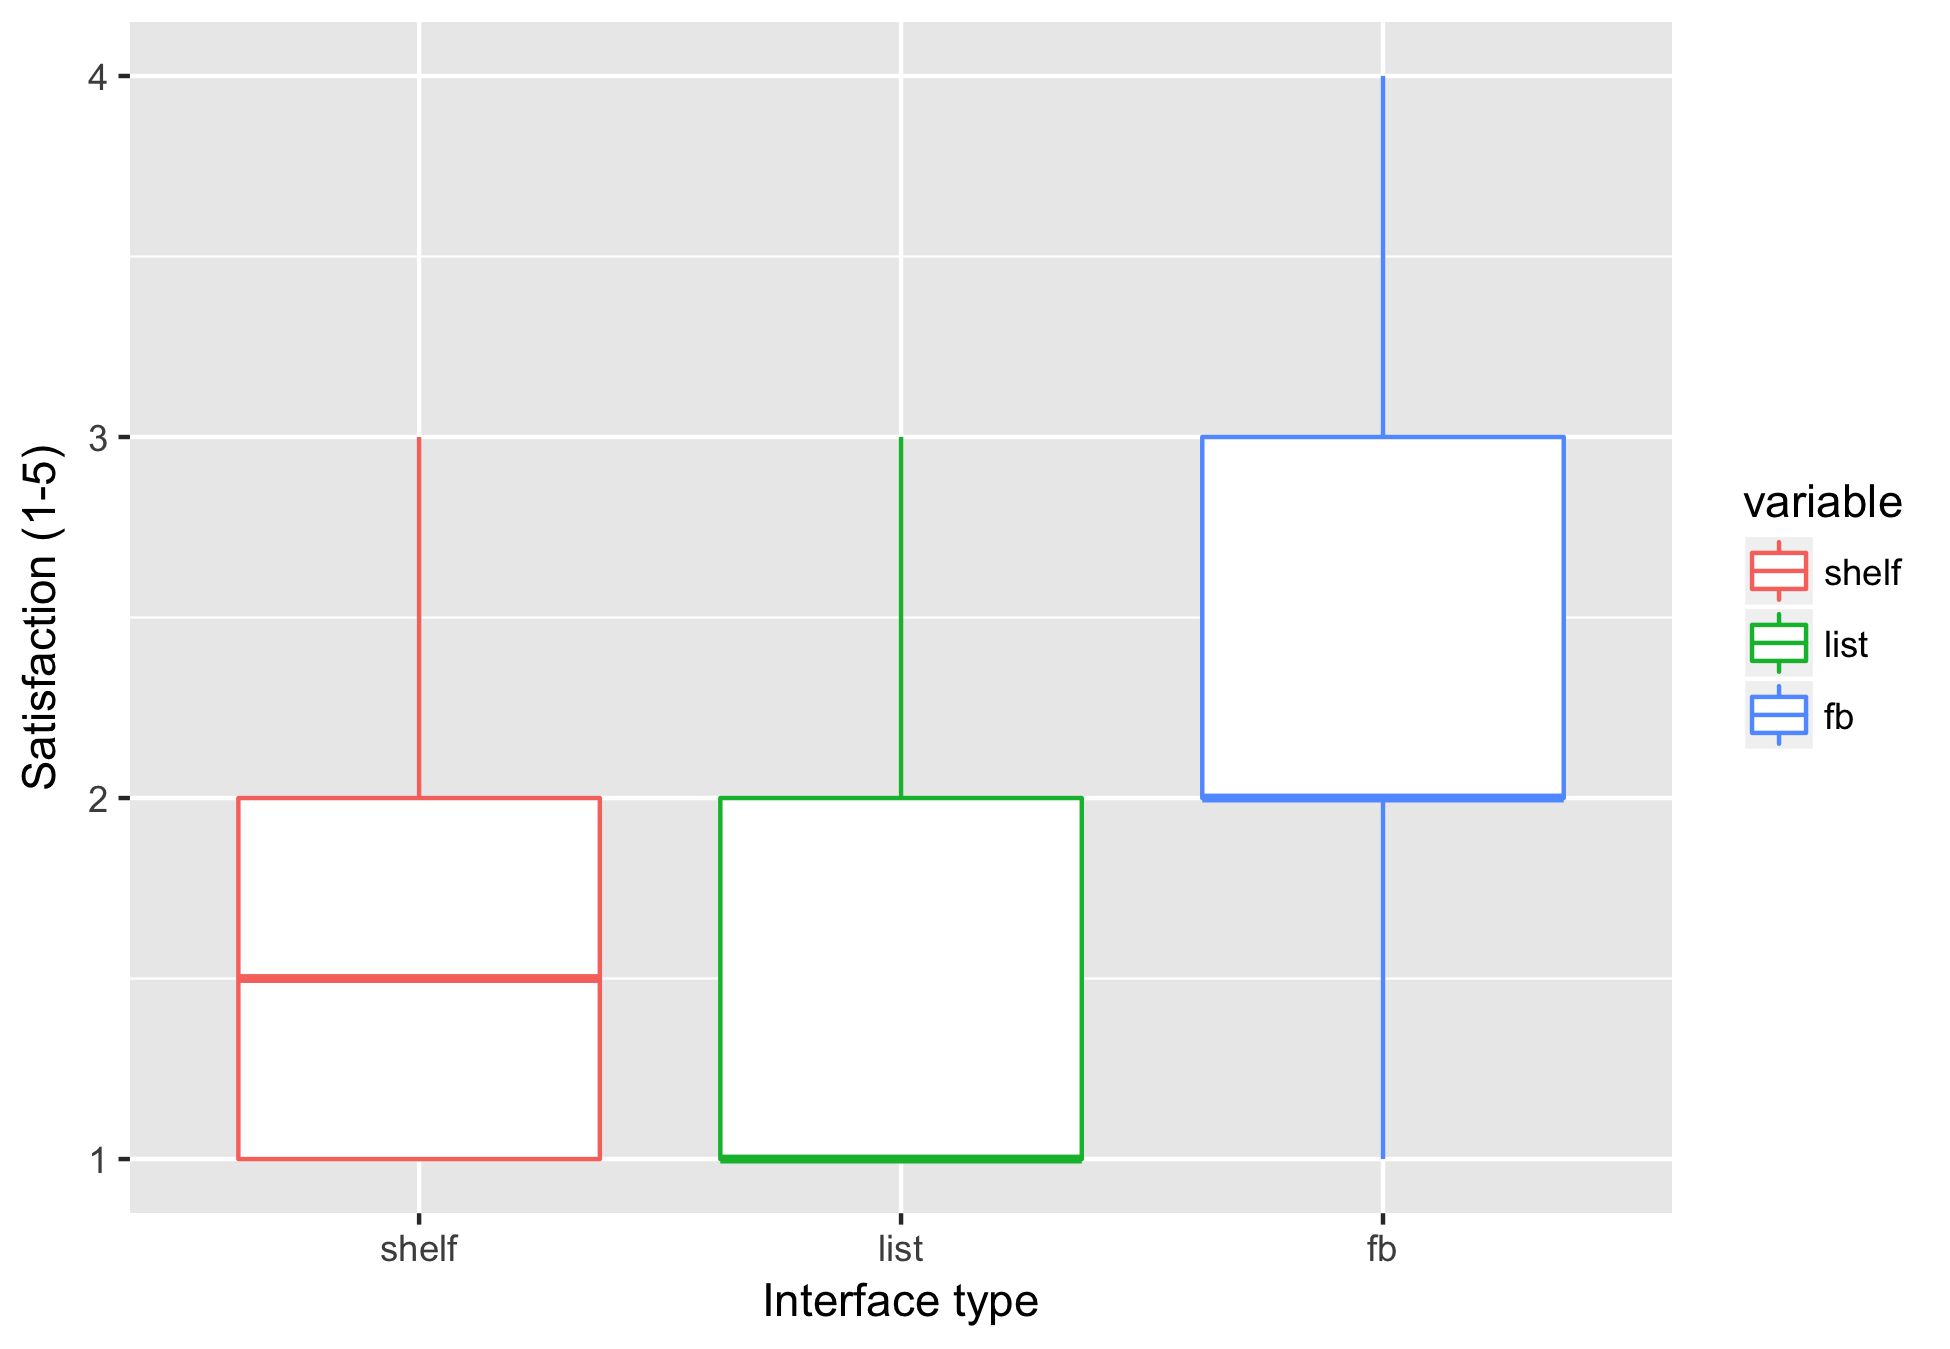 4
3
2
1
Satisfaction (1-5)
shelf
list
fb
Interface type
variable
shelf
list
fb